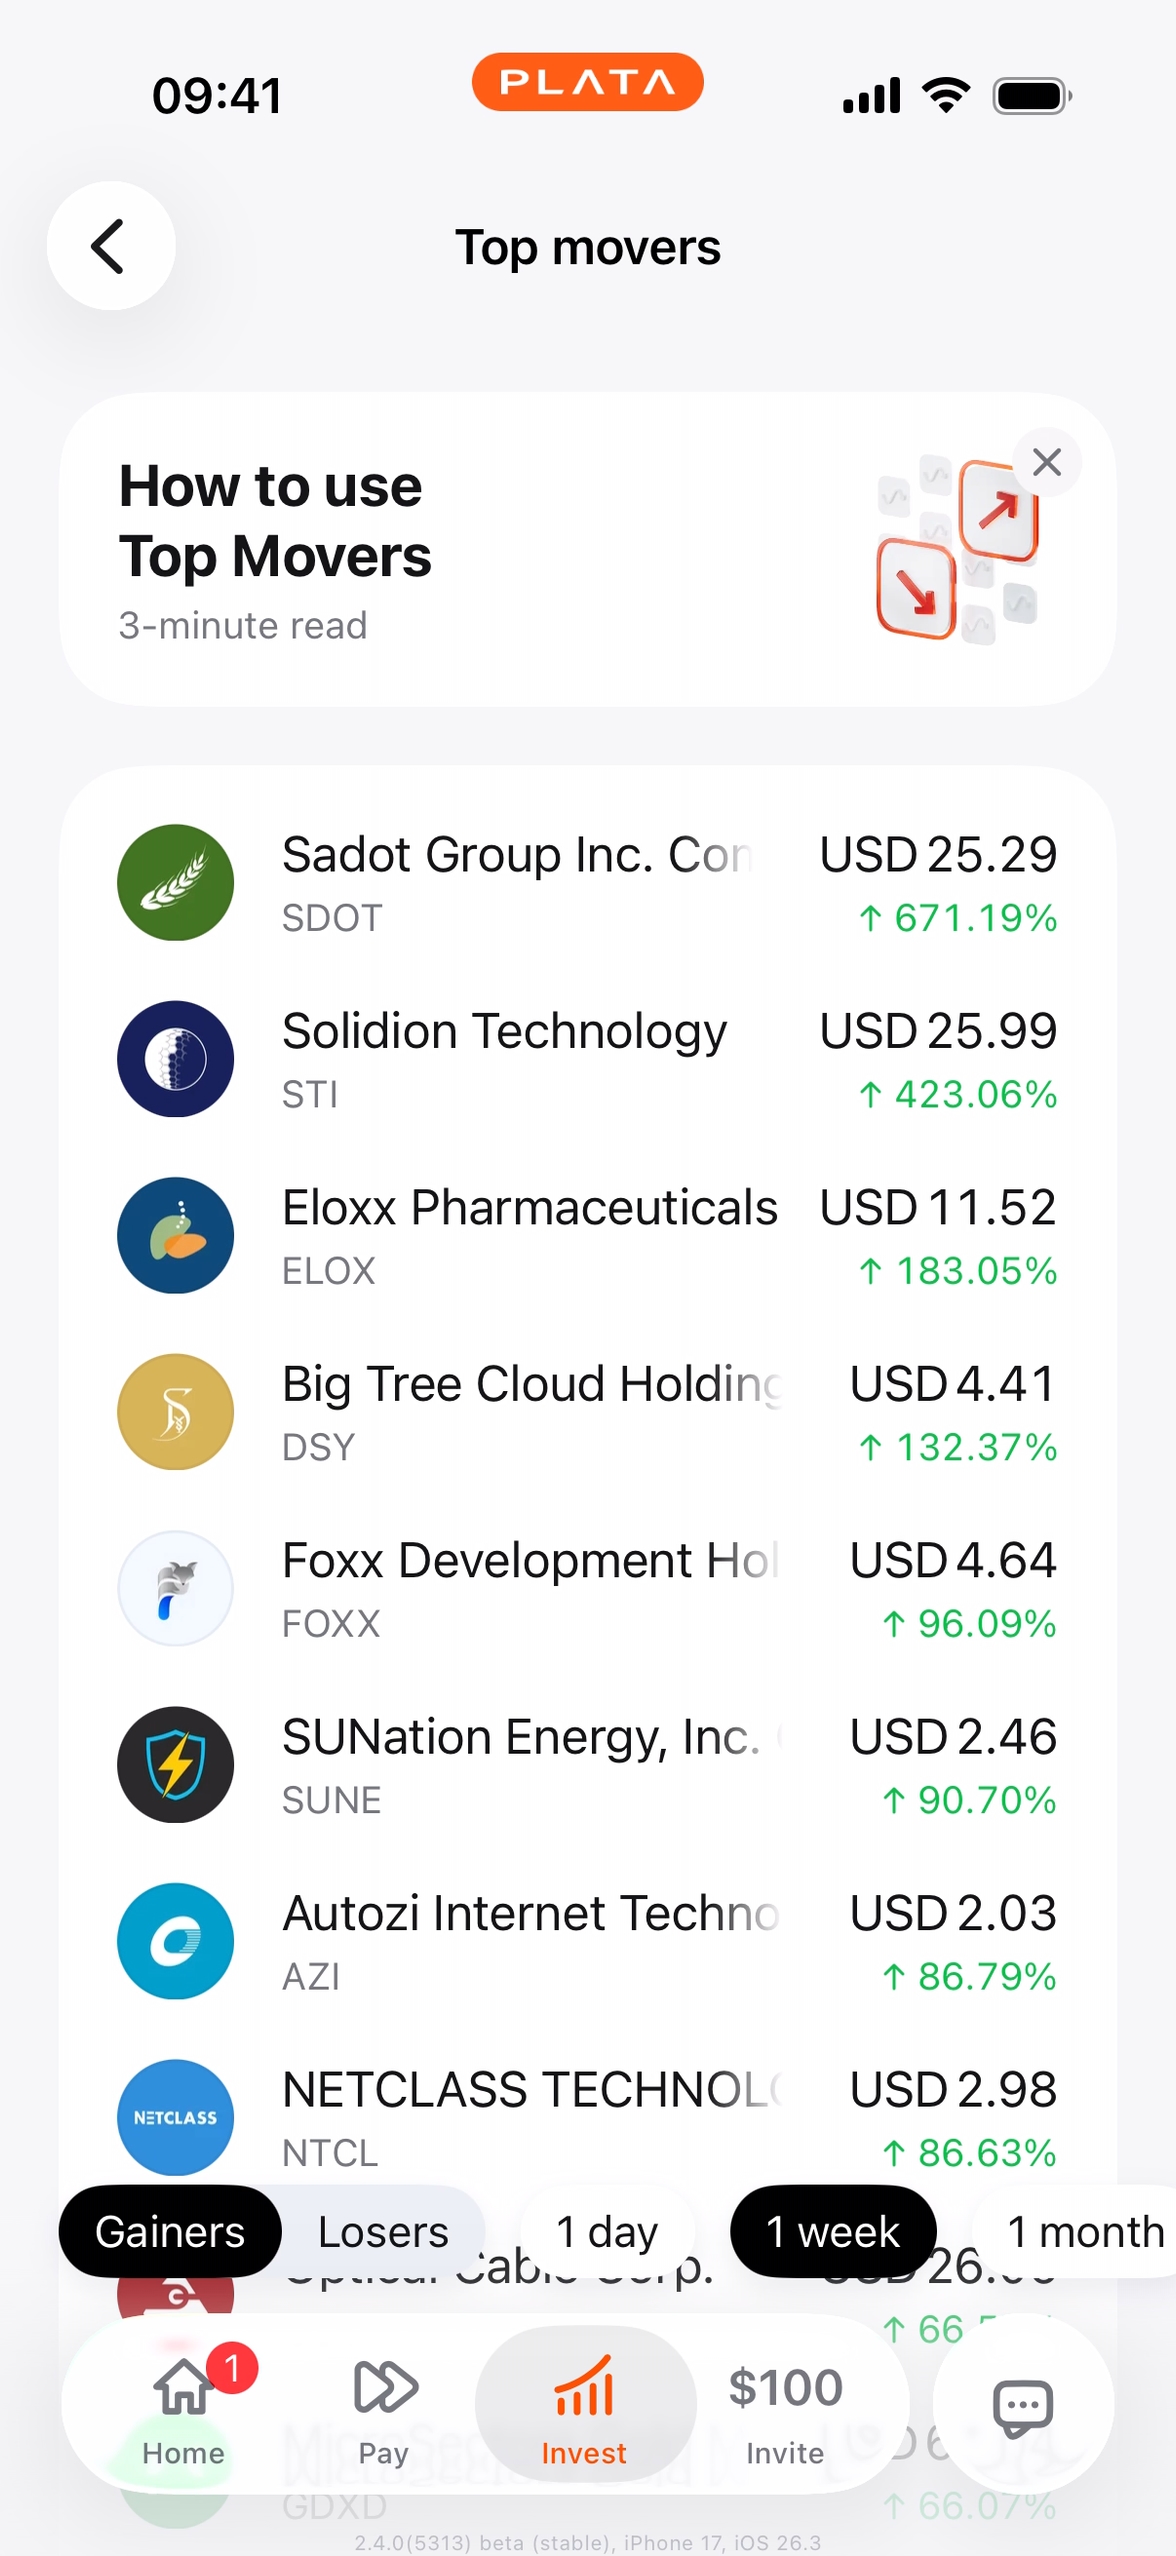 09:41
PLATA
Top movers
How to use
Top Movers
3-minute read
Sadot Group Inc. Con
USD 25.29
SDOT
↑ 671.19%
Solidion Technology
USD 25.99
STI
↑ 423.06%
Eloxx Pharmaceuticals
USD 11.52
ELOX
↑ 183.05%
Big Tree Cloud Holding
USD 4.41
DSY
↑ 132.37%
Foxx Development Hol
USD 4.64
FOXX
↑ 96.09%
SUNation Energy, Inc.
USD 2.46
SUNE
↑ 90.70%
Autozi Internet Techno
USD 2.03
AZI
↑ 86.79%
NETCLASS
NETCLASS TECHNOLO
USD 2.98
NTCL
↑ 86.63%
Gainers
Losers
1 day
1 week
1 month
Optical Cable Corp.
↑ 66
1
$100
Home
Pay
Invest
Invite
GDXD
↑ 66.07%
2.4.0(5313) beta (stable), iPhone 17, iOS 26.3